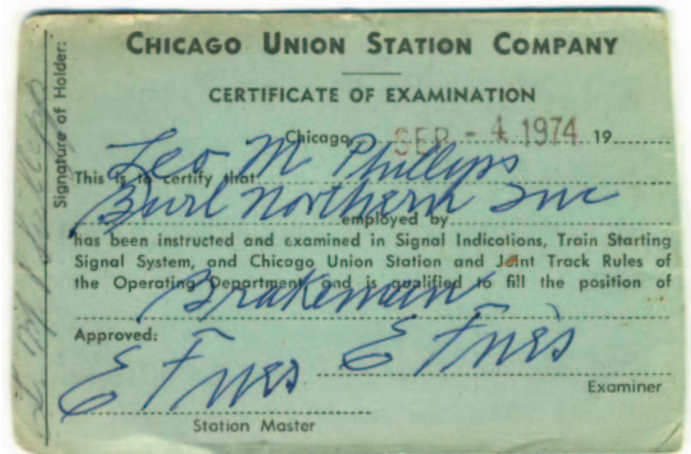 CHICAGO UNION STATION COMPANY
CERTIFICATE OF EXAMINATION
Chicago, SEP - 4 1974 19
This is to certify that Leo M Phillips
Burl Northern Inc employed by
has been instructed and examined in Signal Indications, Train Starting
Signal System, and Chicago Union Station and Joint Track Rules of
the Operating Department and is qualified to fill the position of
Brakeman
Approved:
E Fries E Fries
Examiner
Station Master
Signature of Holder: